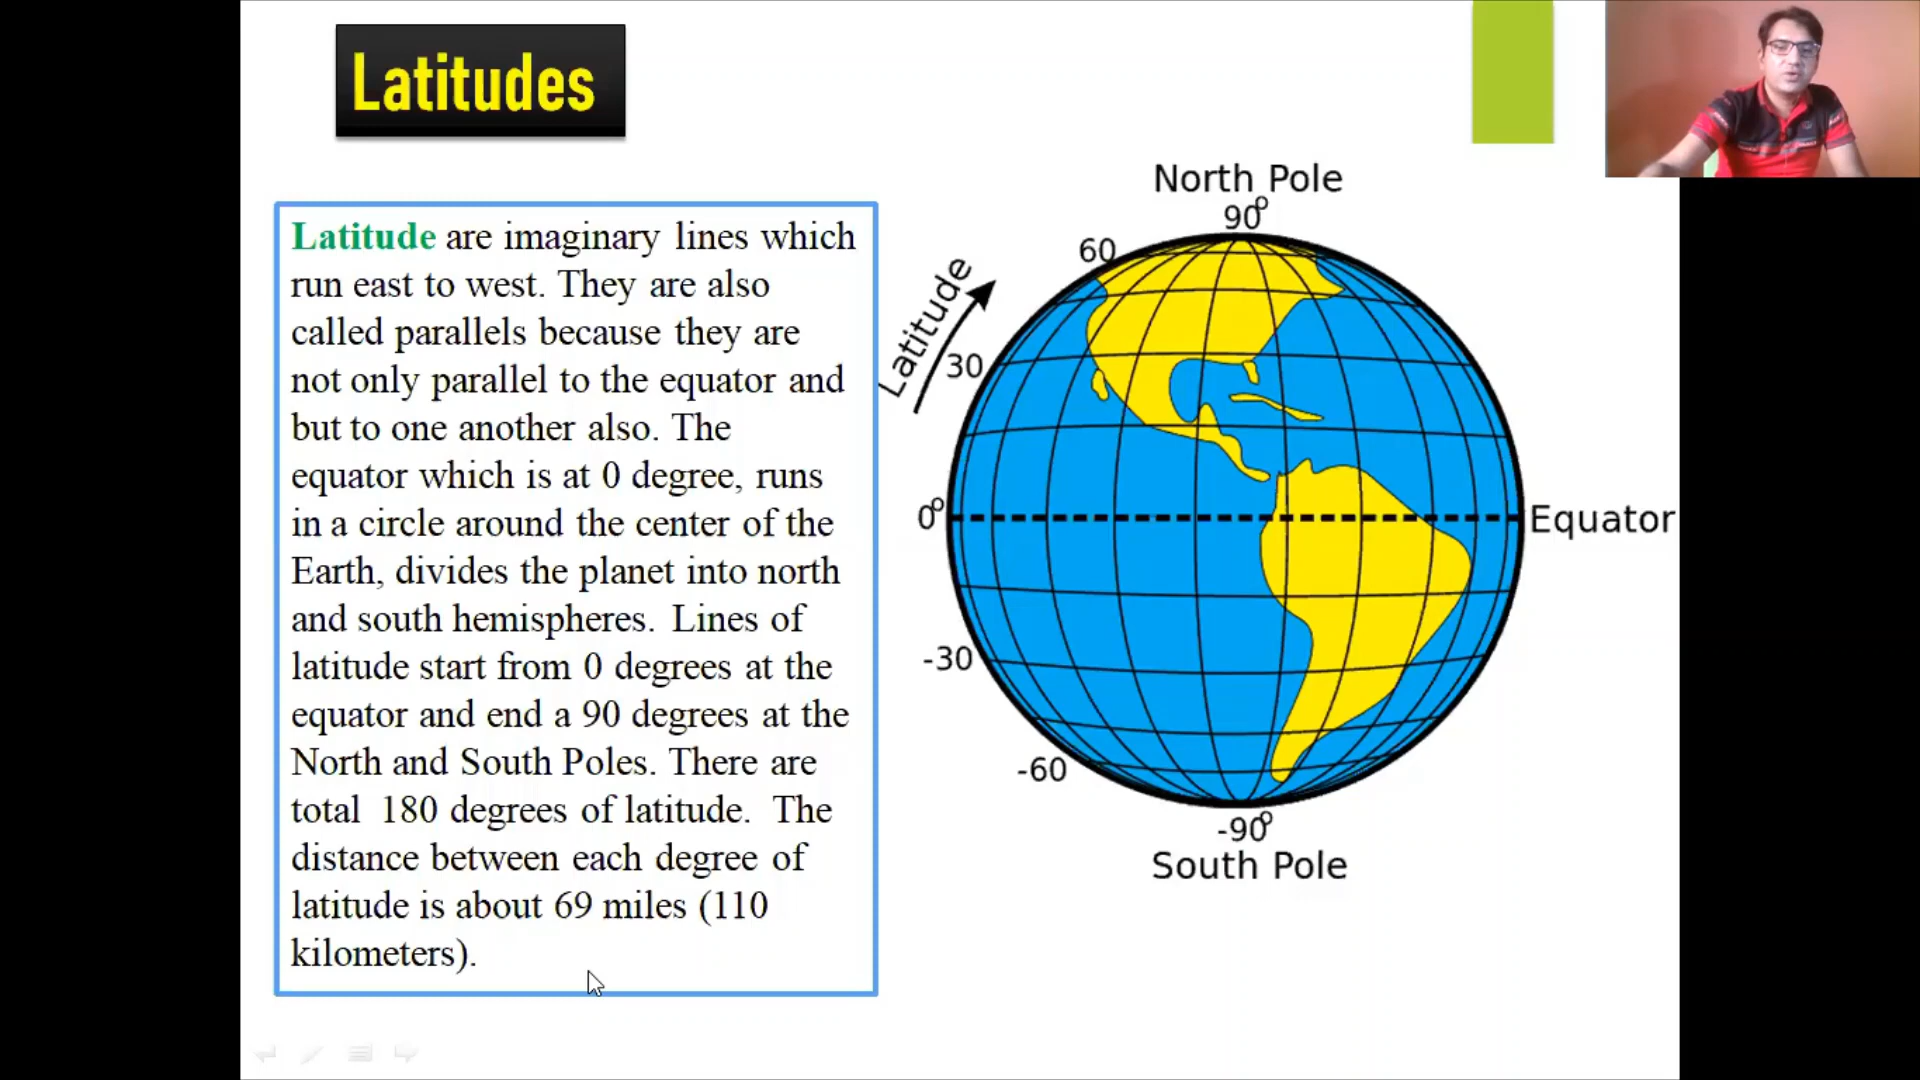 Latitudes
Latitude are imaginary lines which
run east to west. They are also
called parallels because they are
not only parallel to the equator and
but to one another also. The
equator which is at 0 degree, runs
in a circle around the center of the
Earth, divides the planet into north
and south hemispheres. Lines of
latitude start from 0 degrees at the
equator and end a 90 degrees at the
North and South Poles. There are
total 180 degrees of latitude. The
distance between each degree of
latitude is about 69 miles (110
kilometers).
North Pole
90º
60
Latitude
30
0º
Equator
-30
-60
-90º
South Pole